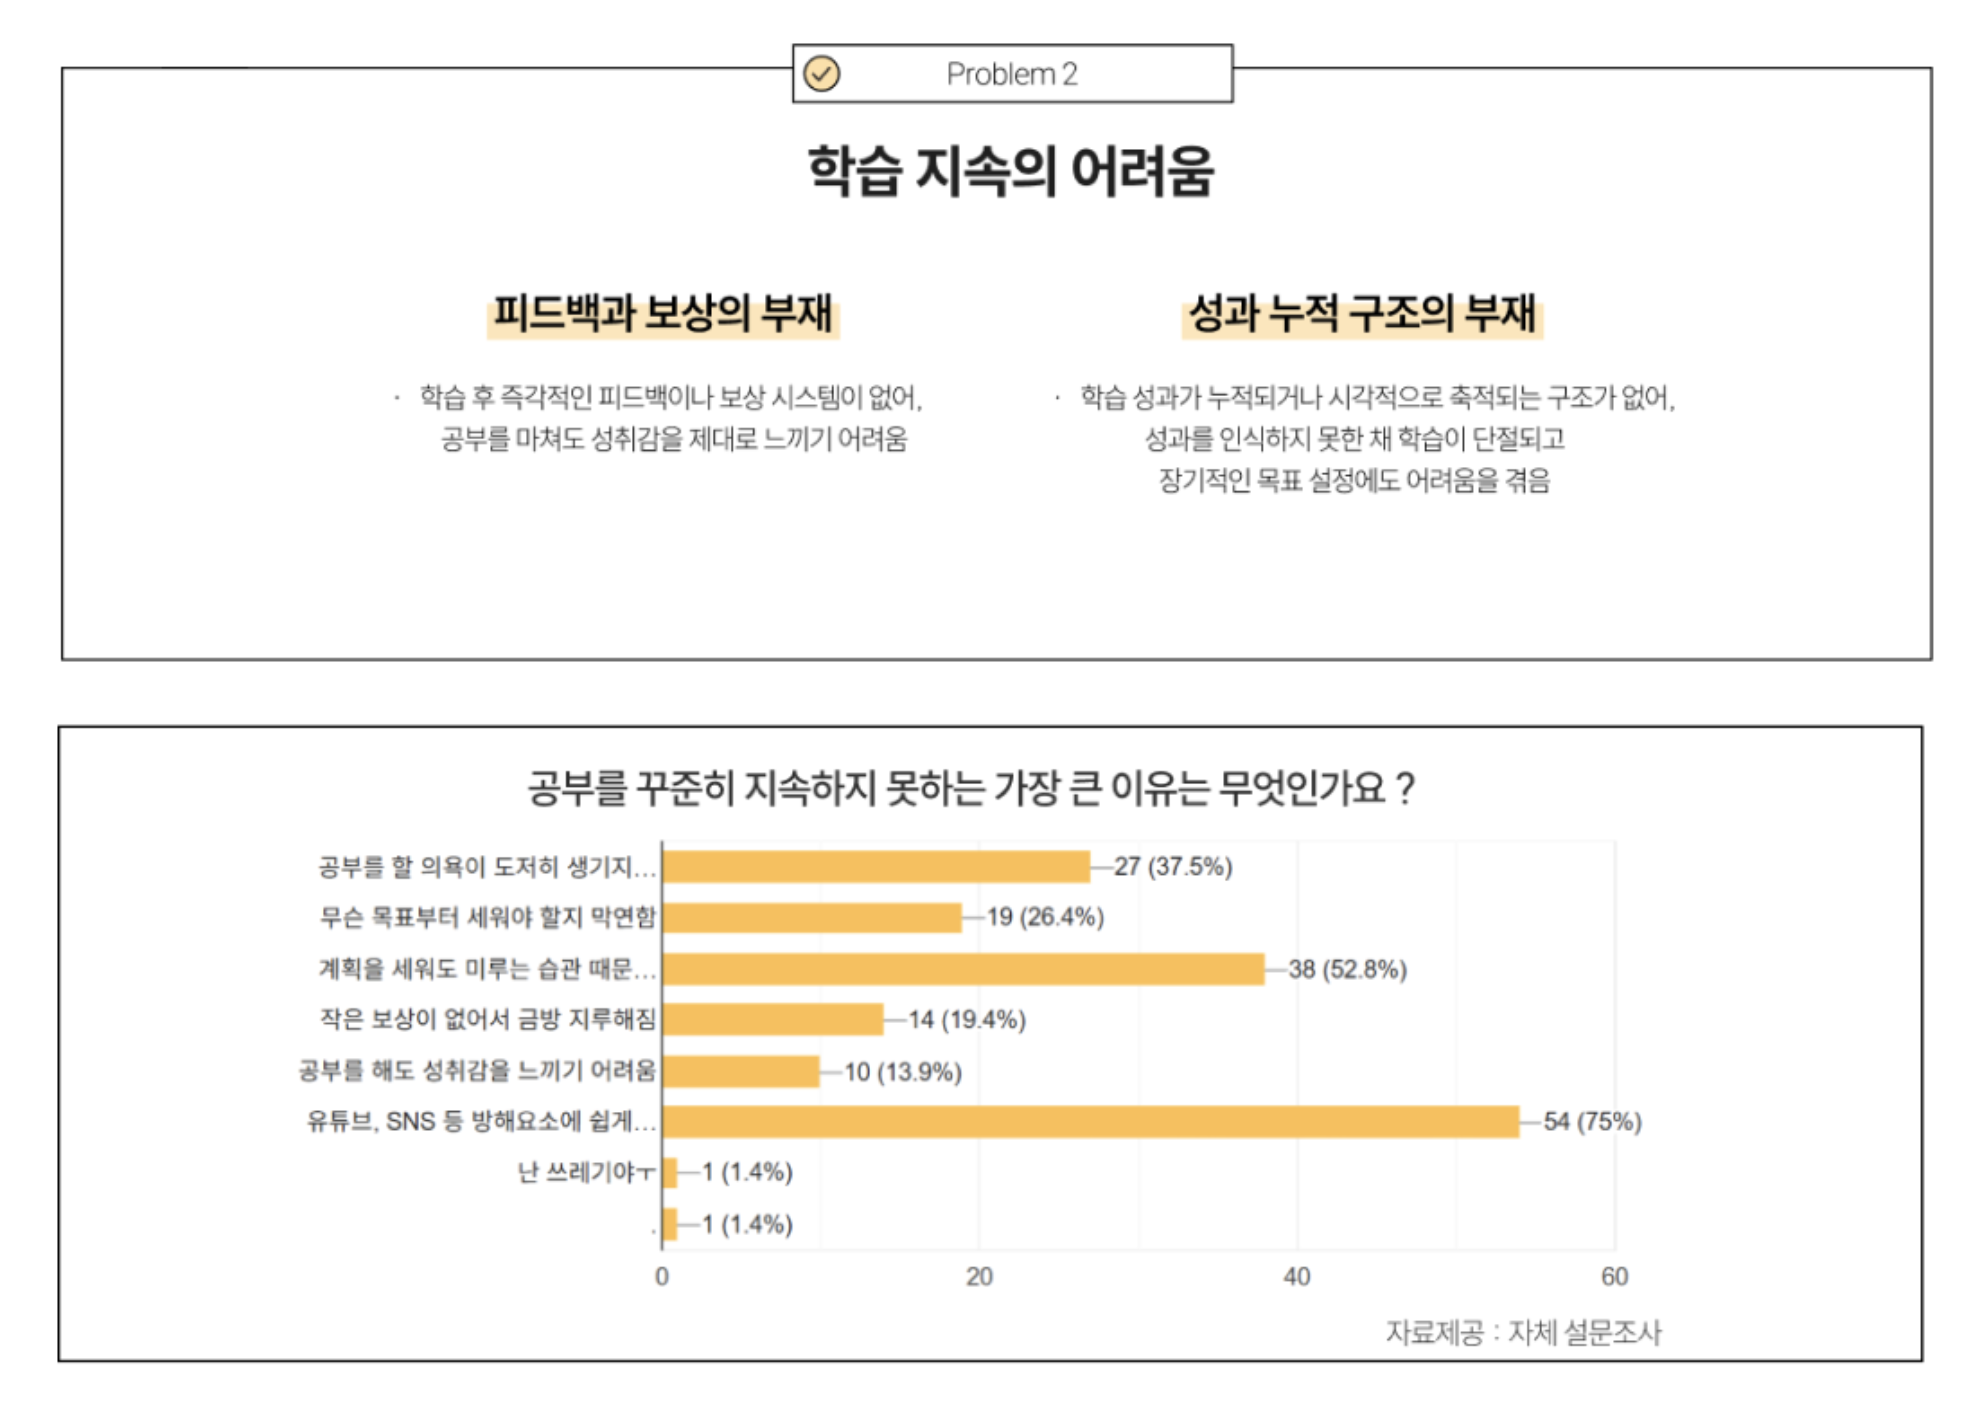 Problem 2
학습 지속의 어려움
피드백과 보상의 부재
· 학습 후 즉각적인 피드백이나 보상 시스템이 없어,
공부를 마쳐도 성취감을 제대로 느끼기 어려움
성과 누적 구조의 부재
· 학습 성과가 누적되거나 시각적으로 축적되는 구조가 없어,
성과를 인식하지 못한 채 학습이 단절되고
장기적인 목표 설정에도 어려움을 겪음
공부를 꾸준히 지속하지 못하는 가장 큰 이유는 무엇인가요 ?
공부를 할 의욕이 도저히 생기지... 27 (37.5%)
무슨 목표부터 세워야 할지 막연함 19 (26.4%)
계획을 세워도 미루는 습관 때문... 38 (52.8%)
작은 보상이 없어서 금방 지루해짐 14 (19.4%)
공부를 해도 성취감을 느끼기 어려움 10 (13.9%)
유튜브, SNS 등 방해요소에 쉽게... 54 (75%)
난 쓰레기야ㅜ 1 (1.4%)
. 1 (1.4%)
0 20 40 60
자료제공 : 자체 설문조사